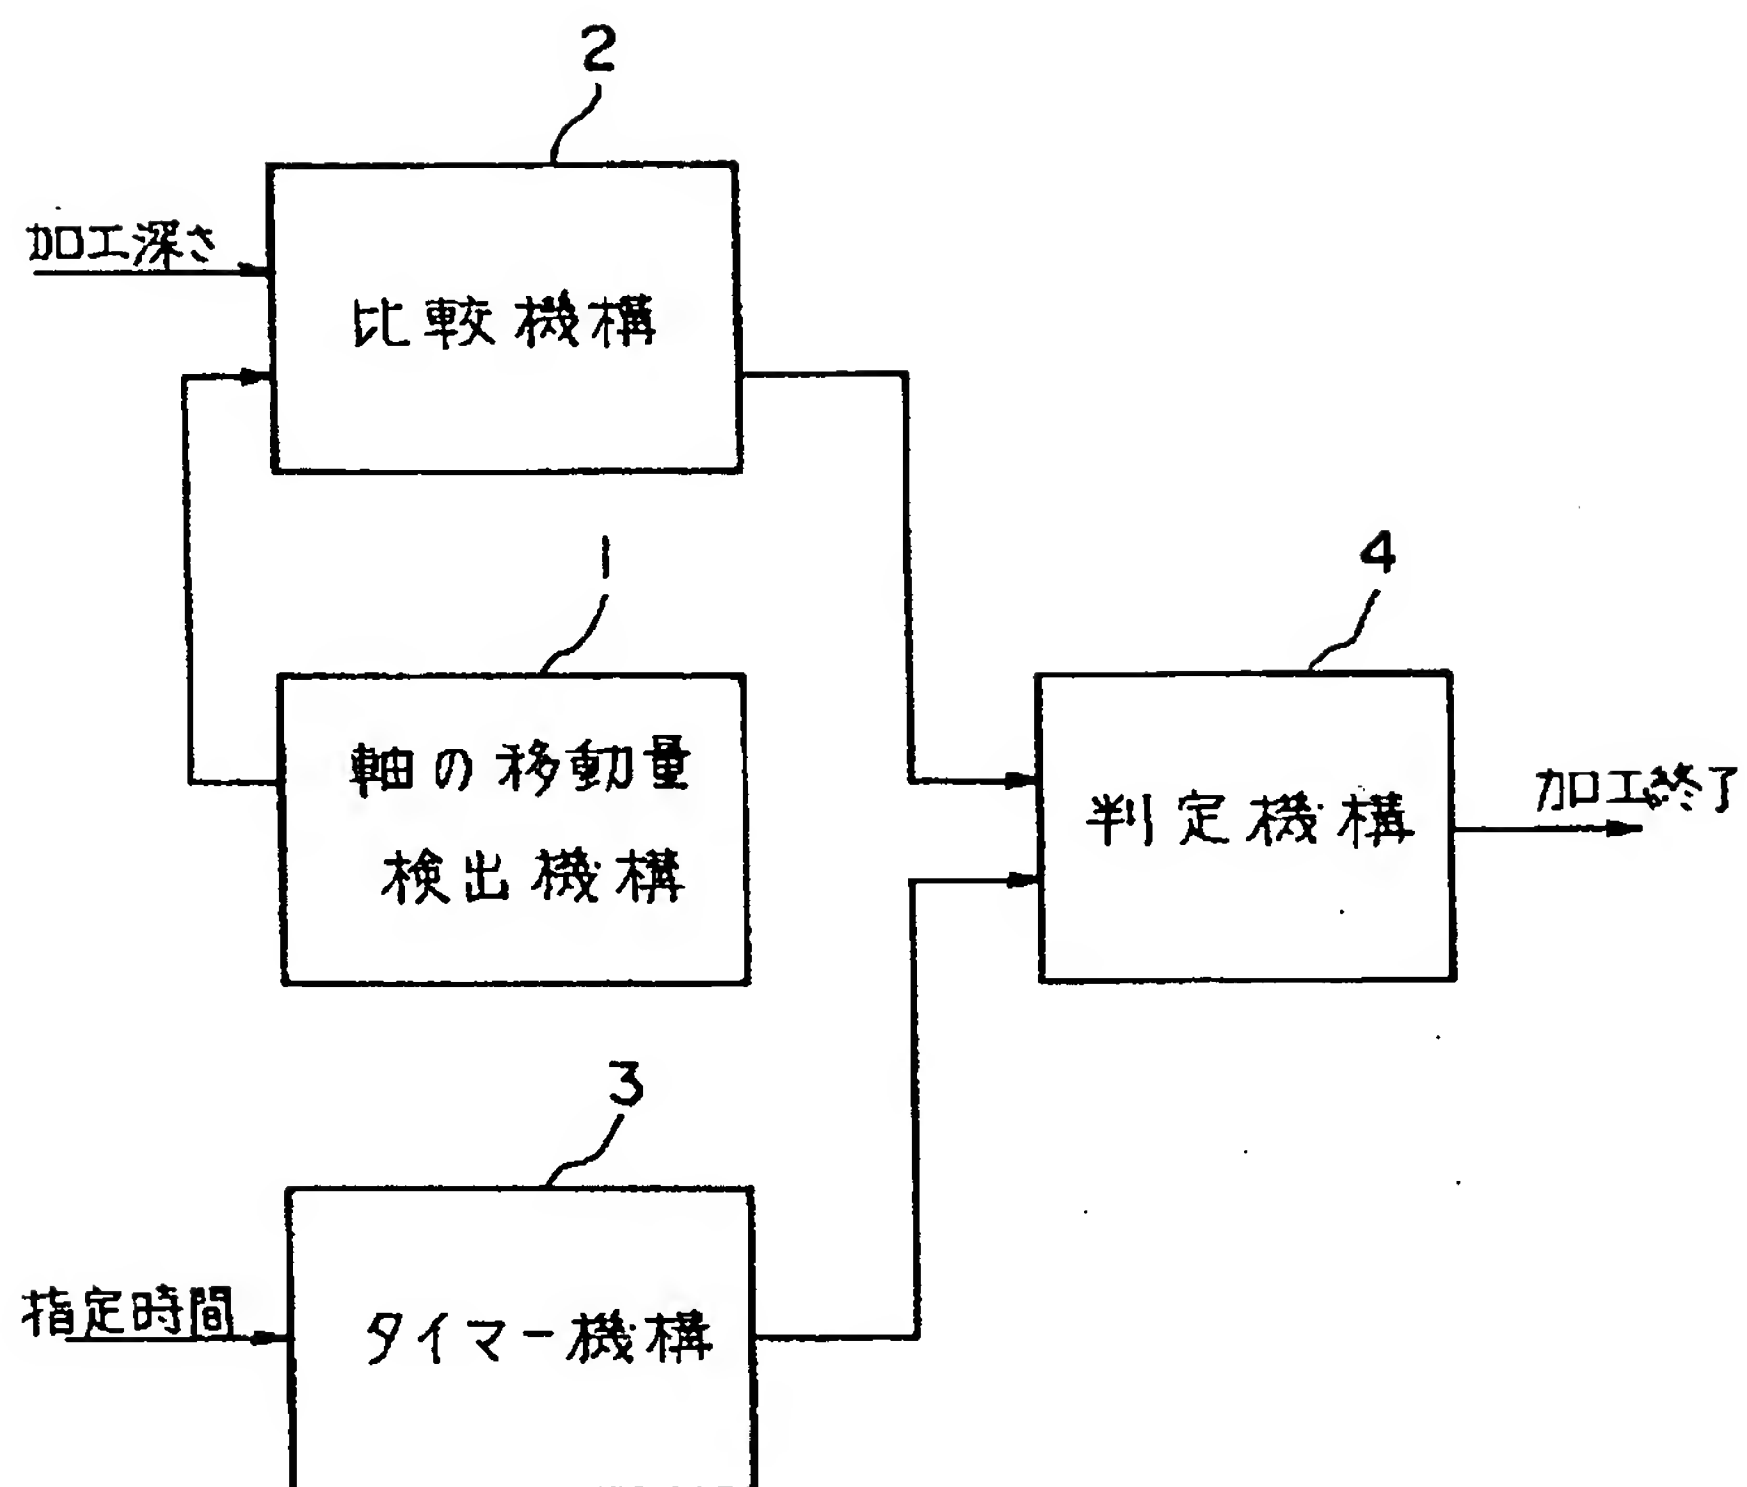 2
加工深さ
比較機構
1
軸の移動量
検出機構
4
判定機構
加工終了
3
指定時間
タイマー機構